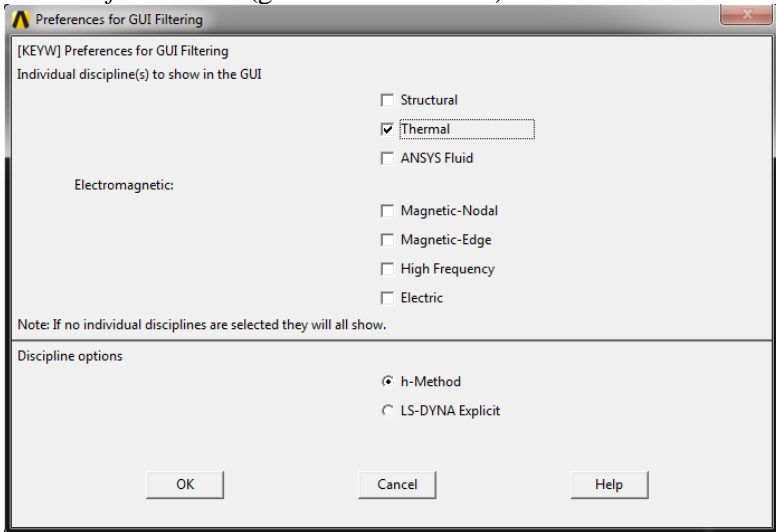 Preferences for GUI Filtering
[KEYW] Preferences for GUI Filtering
Individual discipline(s) to show in the GUI
Structural
Thermal
ANSYS Fluid
Electromagnetic:
Magnetic-Nodal
Magnetic-Edge
High Frequency
Electric
Note: If no individual disciplines are selected they will all show.
Discipline options
h-Method
LS-DYNA Explicit
OK Cancel Help